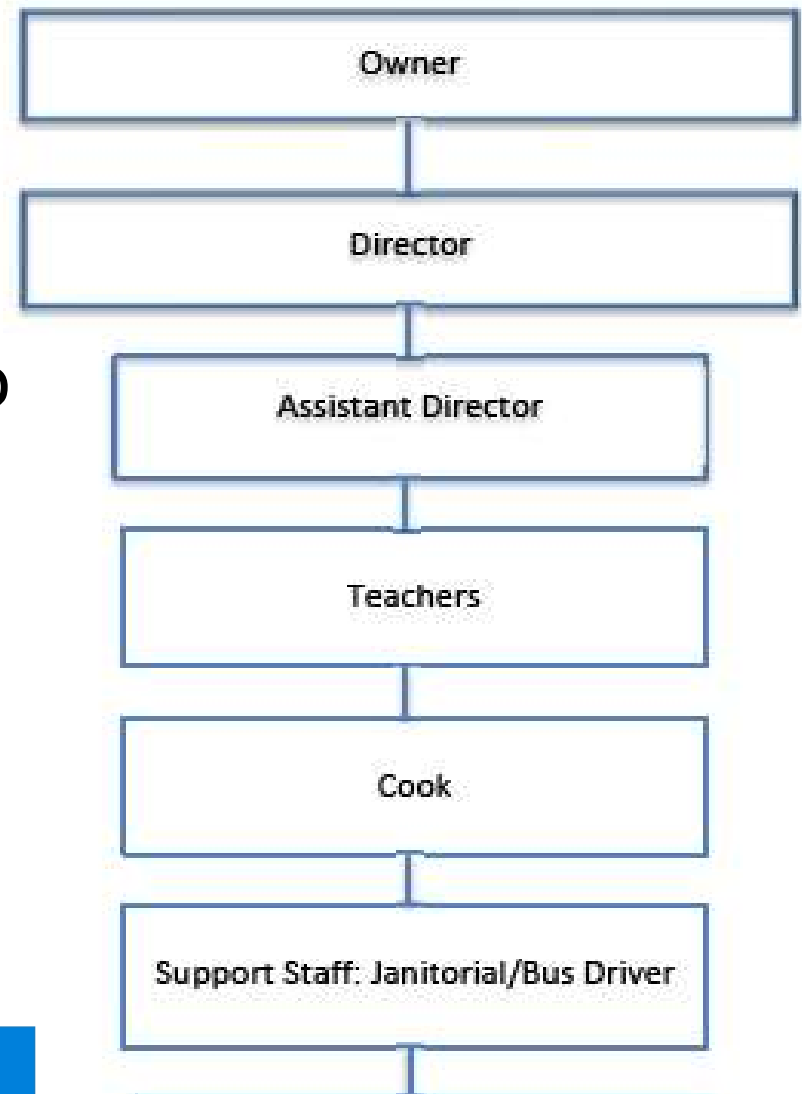 Owner
Director
Assistant Director
Teachers
Cook
Support Staff: Janitorial/Bus Driver